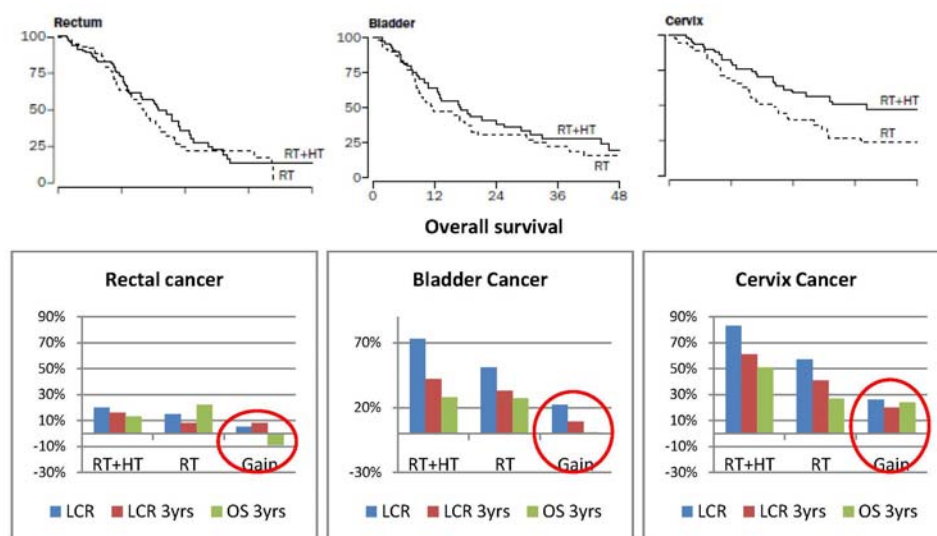 Rectum
100
75
50
25
0
RT+HT
RT
Bladder
100
75
50
25
0
0 12 24 36 48
RT+HT
RT
Cervix
RT+HT
RT
Overall survival
Rectal cancer
90%
70%
50%
30%
10%
-10%
-30%
RT+HT RT Gain
LCR LCR 3yrs OS 3yrs
Bladder Cancer
70%
20%
-30%
RT+HT RT Gain
LCR LCR 3yrs OS 3yrs
Cervix Cancer
90%
70%
50%
30%
10%
-10%
-30%
RT+HT RT Gain
LCR LCR 3yrs OS 3yrs